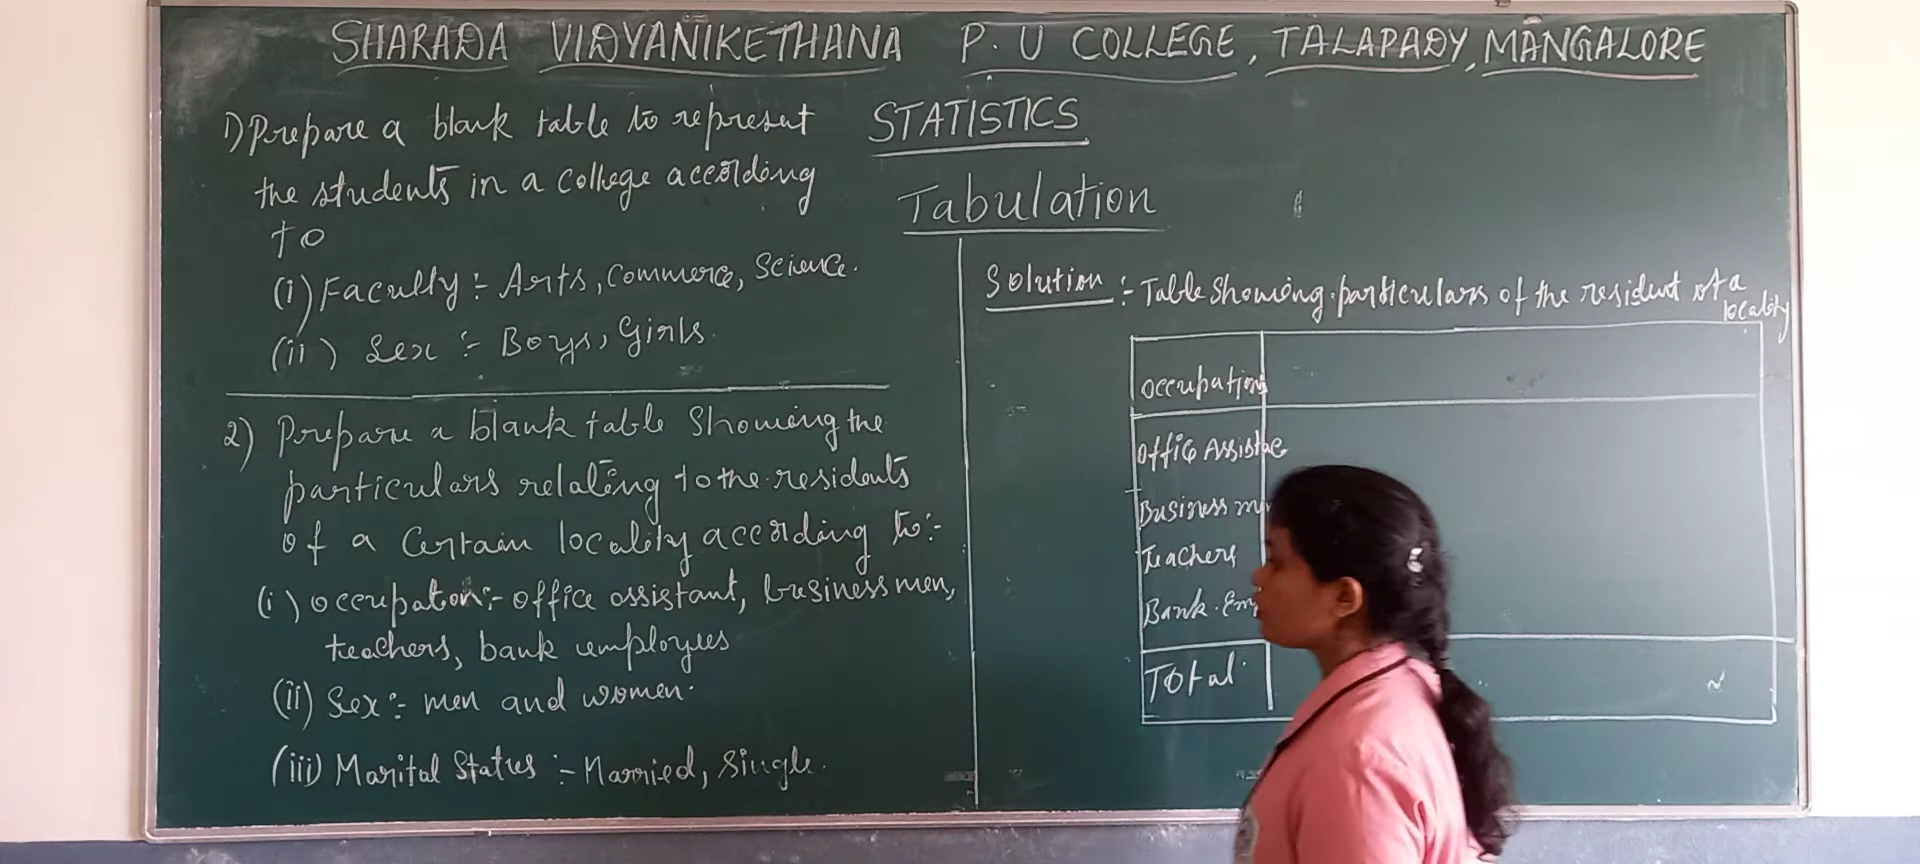 SHARADA VIDYANIKETHANA P.U COLLEGE, TALAPADY, MANGALORE
STATISTICS
Tabulation
1) Prepare a blank table to represent
the students in a college according
to
(i) Faculty :- Arts, Commerce, Science.
(ii) Sex :- Boys, Girls.
2) Prepare a blank table Showing the
particulars relating to the residents
of a Certain locality according to:-
(i) occupation:- office assistant, businessmen,
teachers, bank employees
(ii) Sex :- men and women.
(iii) Marital Status :- Married, Single.
Solution :- Table Showing particulars of the resident of a
locality
Occupation
Office Assistae
Business m
Teachers
Bank. Em
Total